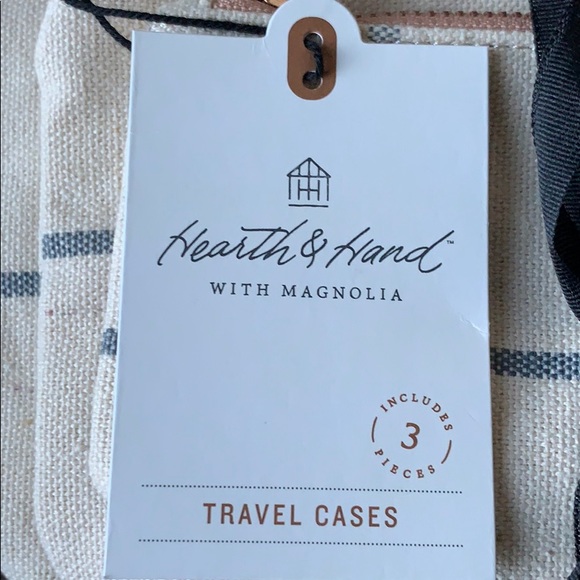 Hearth & Hand™
WITH MAGNOLIA
INCLUDES
3
PIECES
TRAVEL CASES